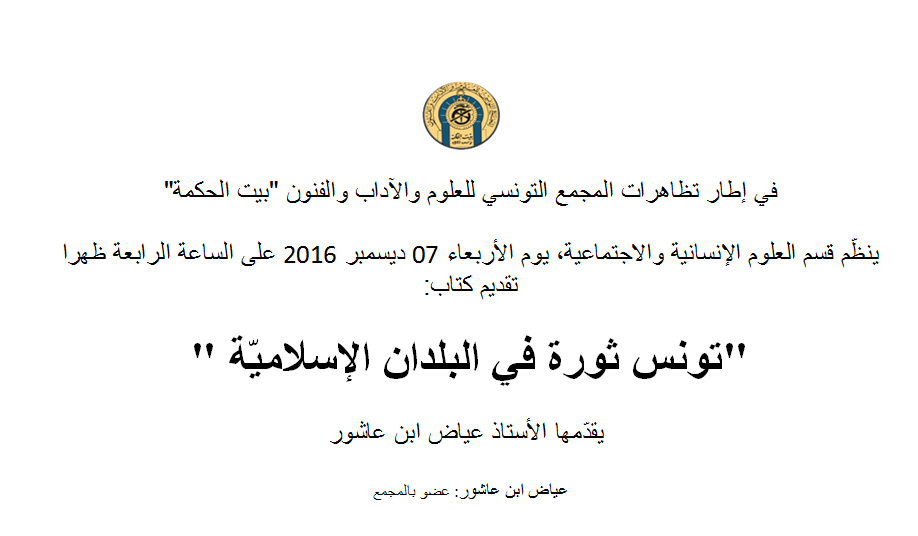 في إطار تظاهرات المجمع التونسي للعلوم والآداب والفنون "بيت الحكمة"
ينظّم قسم العلوم الإنسانية والاجتماعية، يوم الأربعاء 07 ديسمبر 2016 على الساعة الرابعة ظهرا
تقديم كتاب:
"تونس ثورة في البلدان الإسلاميّة "
يقدّمها الأستاذ عياض ابن عاشور
عياض ابن عاشور: عضو بالمجمع